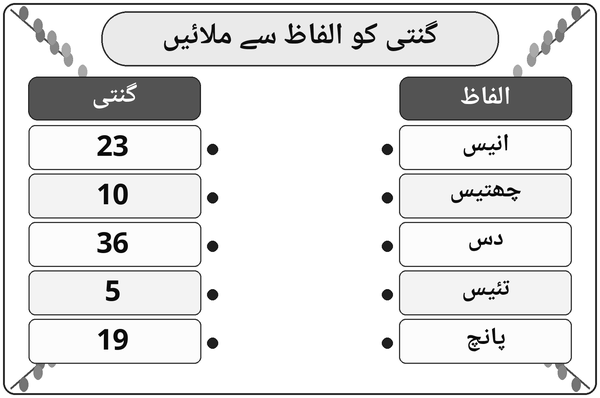 گنتی کو الفاظ سے ملائیں
الفاظ گنتی
انیس 23
چھتیس 10
دس 36
تئیس 5
پانچ 19